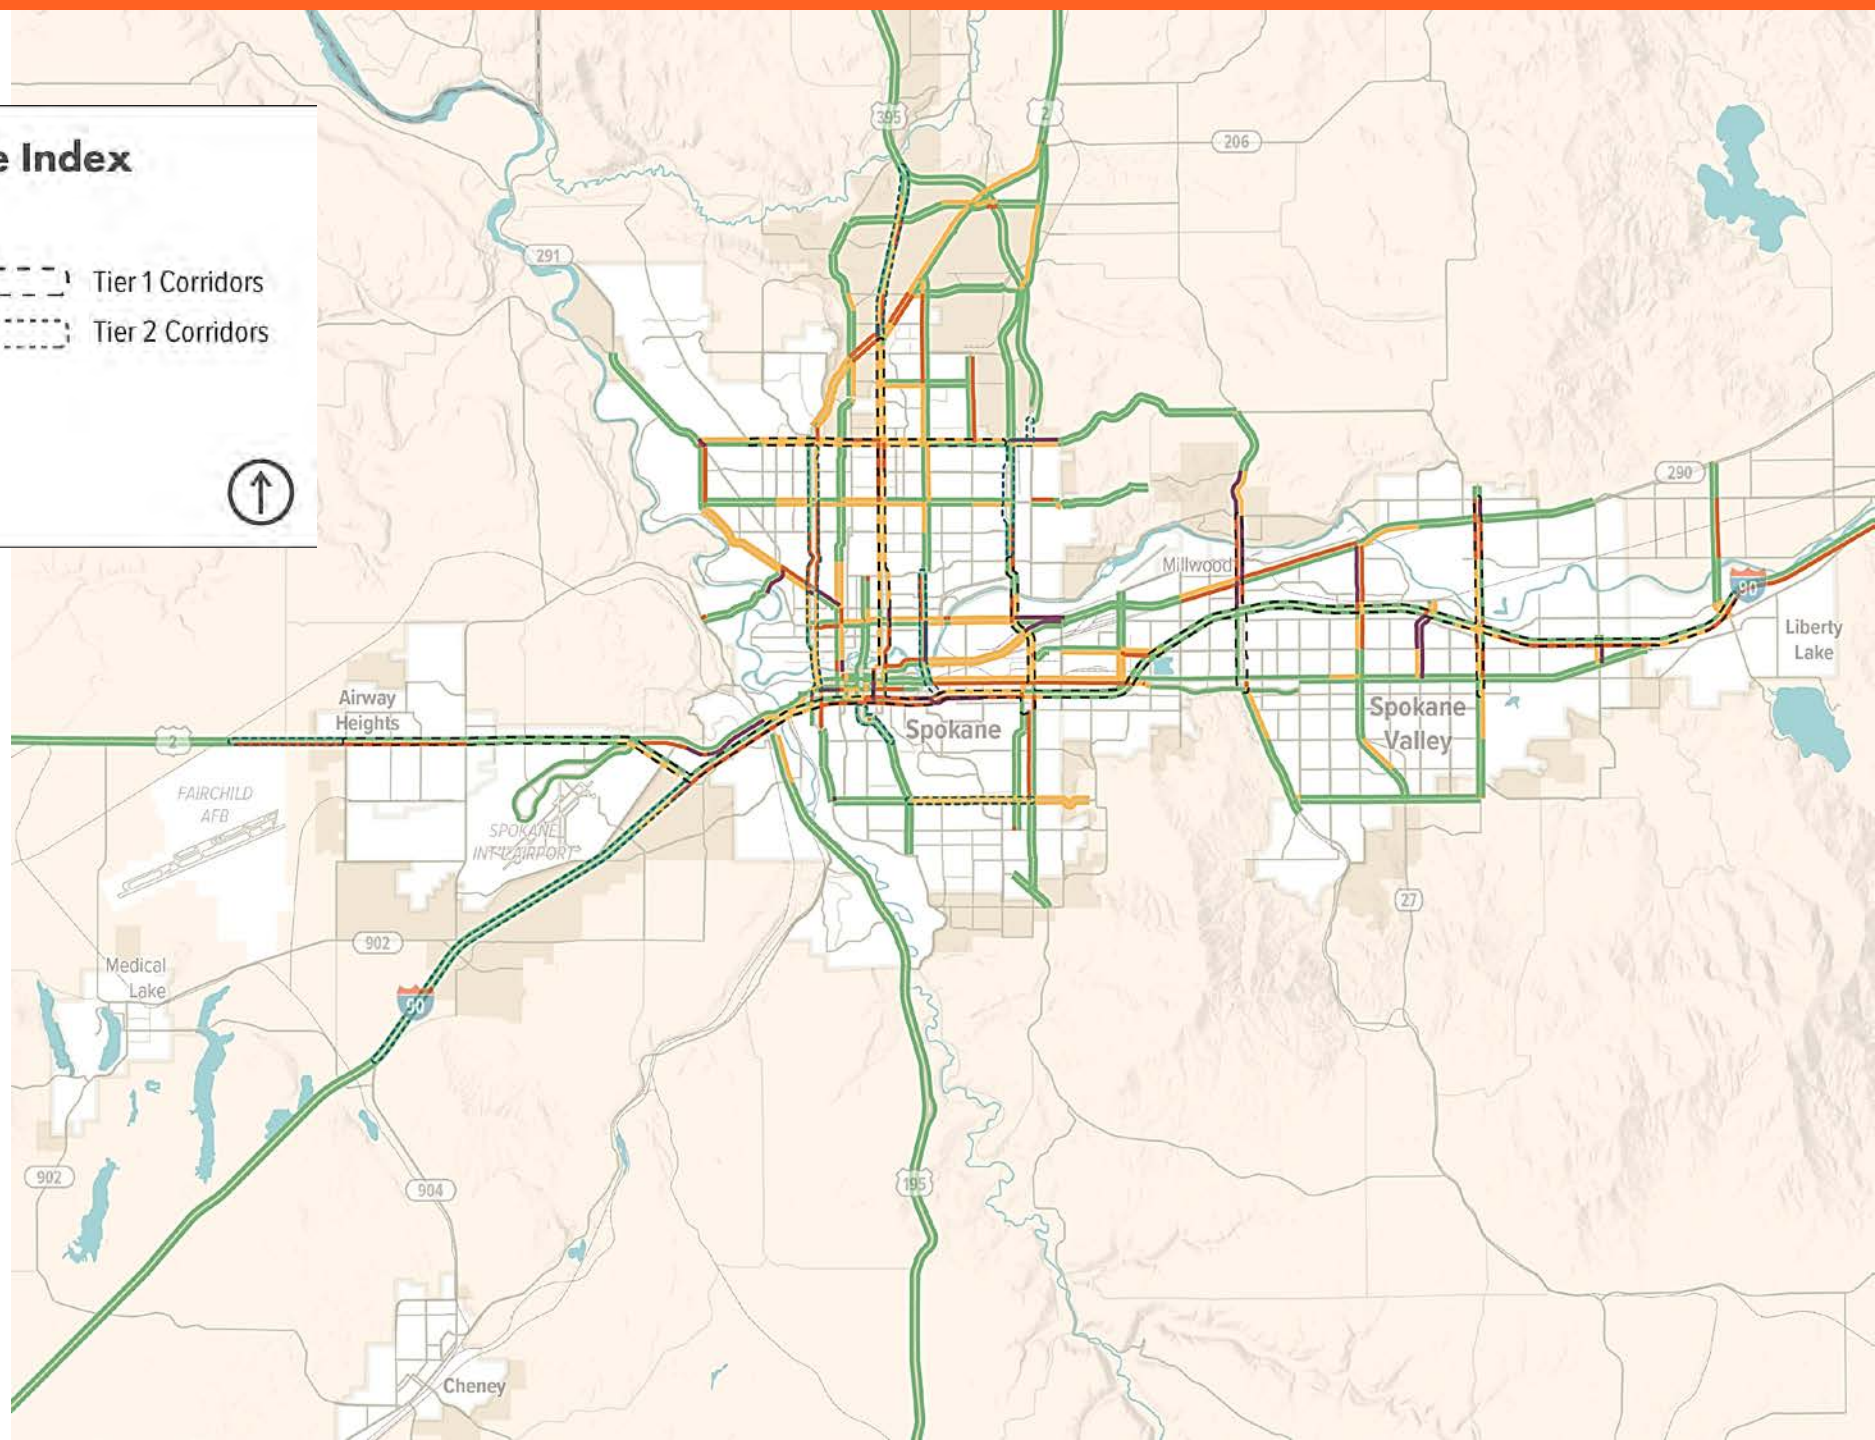 e Index
Tier 1 Corridors
Tier 2 Corridors
395
2
206
291
290
Millwood
90
Liberty
Lake
Airway
Heights
2
Spokane
Spokane
Valley
FAIRCHILD
AFB
SPOKANE
INT'L AIRPORT
27
902
Medical
Lake
90
902
904
195
Cheney